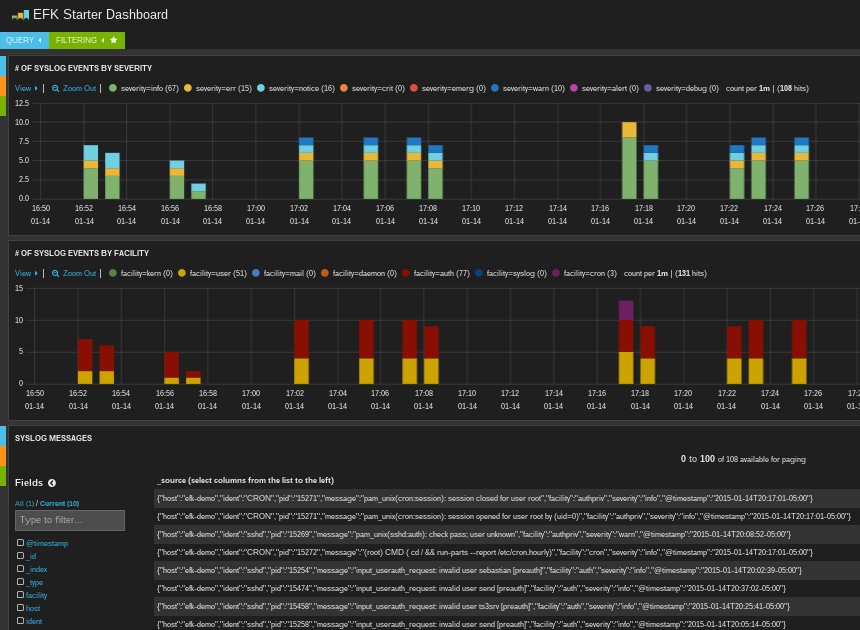 EFK Starter Dashboard
QUERY FILTERING
# OF SYSLOG EVENTS BY SEVERITY
View | Zoom Out | severity=info (67) severity=err (15) severity=notice (16) severity=crit (0) severity=emerg (0) severity=warn (10) severity=alert (0) severity=debug (0) count per 1m | (108 hits)
12.5
10.0
7.5
5.0
2.5
0.0
16:50 16:52 16:54 16:56 16:58 17:00 17:02 17:04 17:06 17:08 17:10 17:12 17:14 17:16 17:18 17:20 17:22 17:24 17:26 17:
01-14 01-14 01-14 01-14 01-14 01-14 01-14 01-14 01-14 01-14 01-14 01-14 01-14 01-14 01-14 01-14 01-14 01-14 01-14 01-
# OF SYSLOG EVENTS BY FACILITY
View | Zoom Out | facility=kern (0) facility=user (51) facility=mail (0) facility=daemon (0) facility=auth (77) facility=syslog (0) facility=cron (3) count per 1m | (131 hits)
15
10
5
0
16:50 16:52 16:54 16:56 16:58 17:00 17:02 17:04 17:06 17:08 17:10 17:12 17:14 17:16 17:18 17:20 17:22 17:24 17:26 17:2
01-14 01-14 01-14 01-14 01-14 01-14 01-14 01-14 01-14 01-14 01-14 01-14 01-14 01-14 01-14 01-14 01-14 01-14 01-14 01-
SYSLOG MESSAGES
0 to 100 of 108 available for paging
Fields
All (1) / Current (10)
Type to filter...
@timestamp
_id
_index
_type
facility
host
ident
_source (select columns from the list to the left)
{"host":"efk-demo","ident":"CRON","pid":"15271","message":"pam_unix(cron:session): session closed for user root","facility":"authpriv","severity":"info","@timestamp":"2015-01-14T20:17:01-05:00"}
{"host":"efk-demo","ident":"CRON","pid":"15271","message":"pam_unix(cron:session): session opened for user root by (uid=0)","facility":"authpriv","severity":"info","@timestamp":"2015-01-14T20:17:01-05:00"}
{"host":"efk-demo","ident":"sshd","pid":"15269","message":"pam_unix(sshd:auth): check pass; user unknown","facility":"authpriv","severity":"warn","@timestamp":"2015-01-14T20:08:52-05:00"}
{"host":"efk-demo","ident":"CRON","pid":"15272","message":"(root) CMD ( cd / && run-parts --report /etc/cron.hourly)","facility":"cron","severity":"info","@timestamp":"2015-01-14T20:17:01-05:00"}
{"host":"efk-demo","ident":"sshd","pid":"15254","message":"input_userauth_request: invalid user sebastian [preauth]","facility":"auth","severity":"info","@timestamp":"2015-01-14T20:02:39-05:00"}
{"host":"efk-demo","ident":"sshd","pid":"15474","message":"input_userauth_request: invalid user send [preauth]","facility":"auth","severity":"info","@timestamp":"2015-01-14T20:37:02-05:00"}
{"host":"efk-demo","ident":"sshd","pid":"15458","message":"input_userauth_request: invalid user ts3srv [preauth]","facility":"auth","severity":"info","@timestamp":"2015-01-14T20:25:41-05:00"}
{"host":"efk-demo","ident":"sshd","pid":"15258","message":"input_userauth_request: invalid user send [preauth]","facility":"auth","severity":"info","@timestamp":"2015-01-14T20:05:14-05:00"}